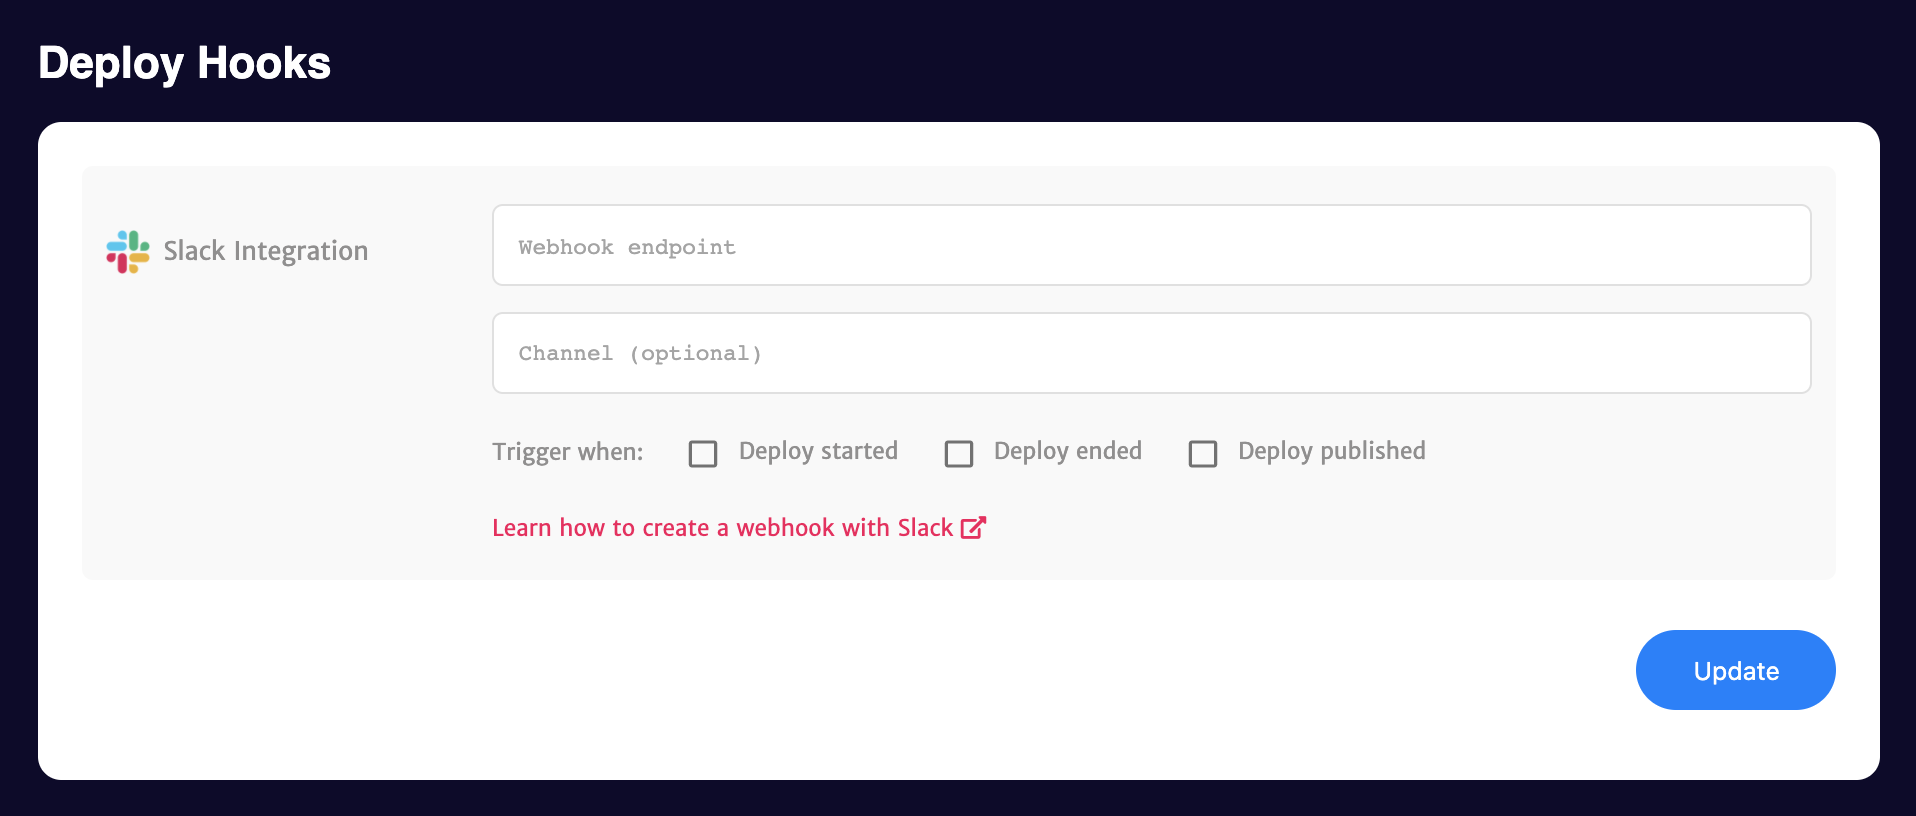 Deploy Hooks
Slack Integration
Webhook endpoint
Channel (optional)
Trigger when: Deploy started Deploy ended Deploy published
Learn how to create a webhook with Slack
Update